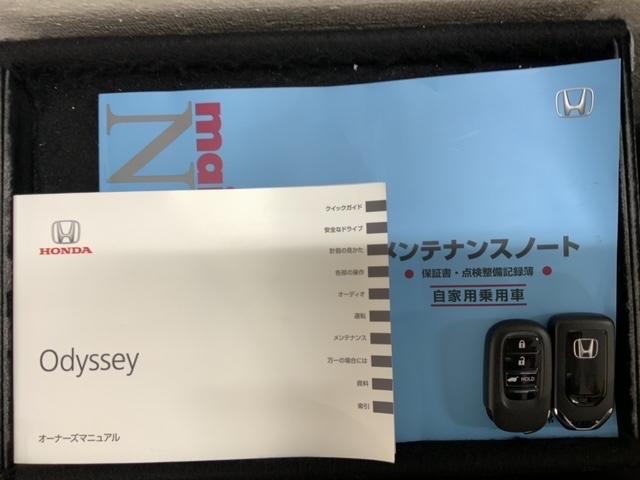 mai
N
メンテナンスノート
● 保証書・点検整備記録簿 ●
自家用乗用車
HONDA
Odyssey
オーナーズマニュアル
クイックガイド
安全なドライブ
計器の見かた
各部の操作
オーディオ
運転
メンテナンス
万一の場合には
資料
索引
HOLD